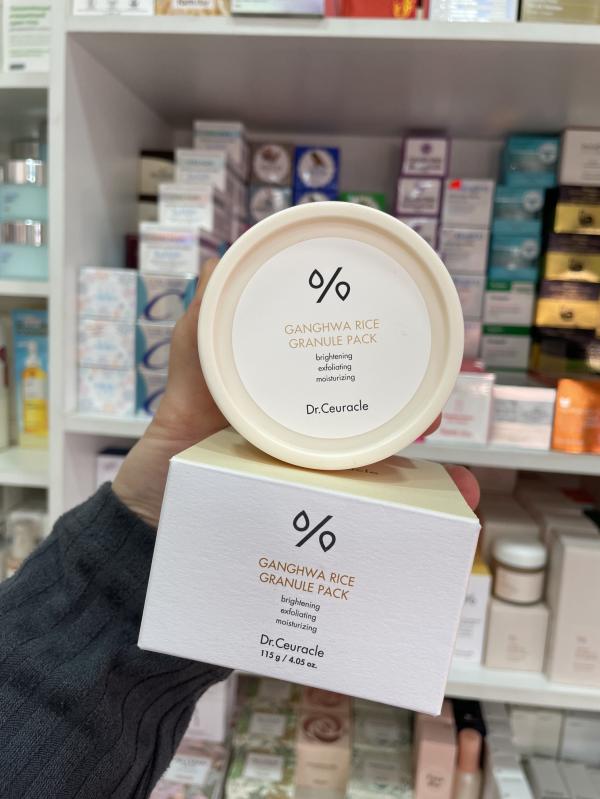 %
GANGHWA RICE
GRANULE PACK
brightening
exfoliating
moisturizing
Dr.Ceuracle
%
GANGHWA RICE
GRANULE PACK
brightening
exfoliating
moisturizing
Dr.Ceuracle
115 g / 4.05 oz.